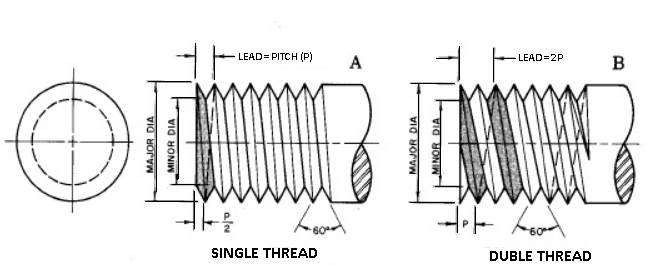 LEAD=PITCH (P)
A
MAJOR DIA
MINOR DIA
P
2
60°
SINGLE THREAD
LEAD=2P
B
MAJOR DIA
MINOR DIA
P
60°
DUBLE THREAD